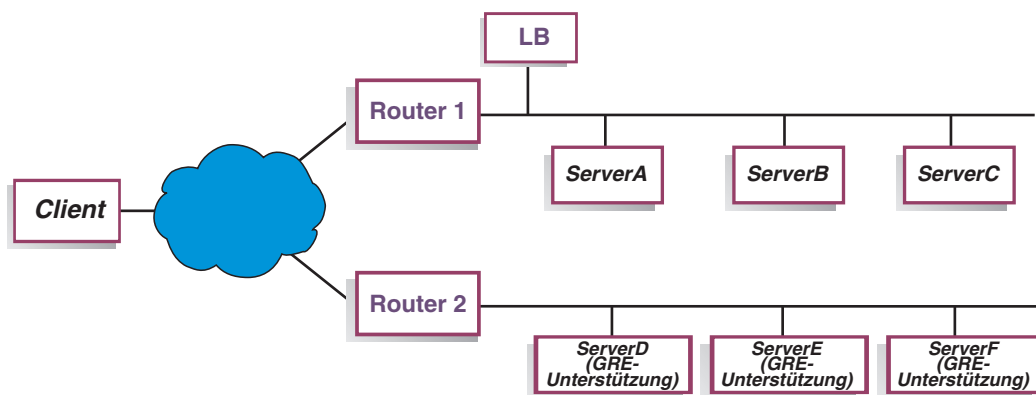 LB
Router 1
ServerA
ServerB
ServerC
Client
Router 2
ServerD
(GRE-
Unterstützung)
ServerE
(GRE-
Unterstützung)
ServerF
(GRE-
Unterstützung)